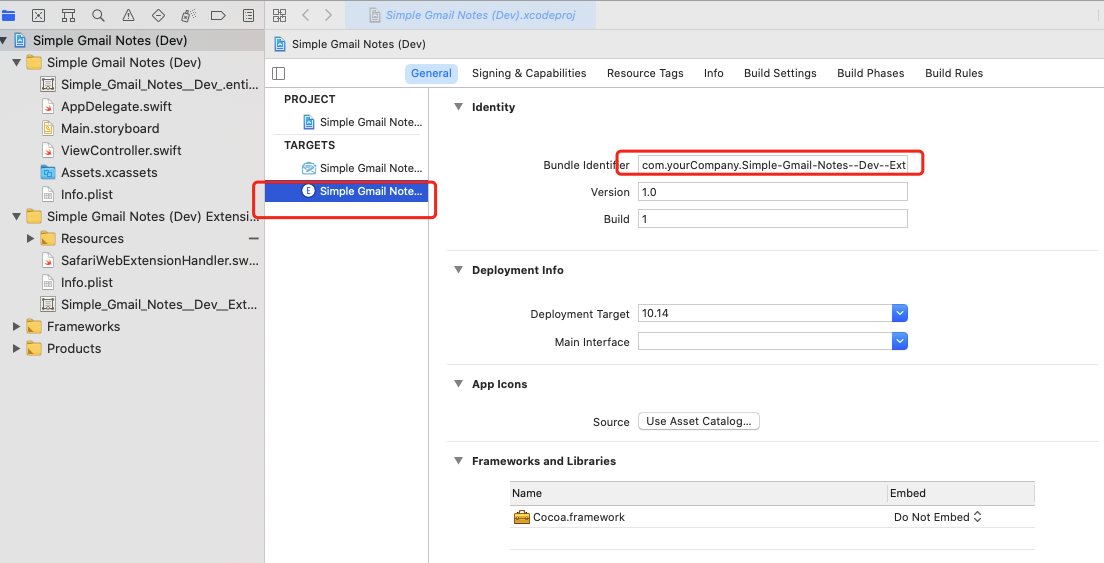 Simple Gmail Notes (Dev).xcodeproj
Simple Gmail Notes (Dev)
Simple Gmail Notes (Dev)
Simple_Gmail_Notes__Dev_.enti...
AppDelegate.swift
Main.storyboard
ViewController.swift
Assets.xcassets
Info.plist
Simple Gmail Notes (Dev) Extensi...
Resources
SafariWebExtensionHandler.sw...
Info.plist
Simple_Gmail_Notes__Dev__Ext...
Frameworks
Products
Simple Gmail Notes (Dev)
General Signing & Capabilities Resource Tags Info Build Settings Build Phases Build Rules
PROJECT
Simple Gmail Note...
TARGETS
Simple Gmail Note...
E Simple Gmail Note...
Identity
Bundle Identifier com.yourCompany.Simple-Gmail-Notes--Dev--Ext
Version 1.0
Build 1
Deployment Info
Deployment Target 10.14
Main Interface
App Icons
Source Use Asset Catalog...
Frameworks and Libraries
Name Embed
Cocoa.framework Do Not Embed